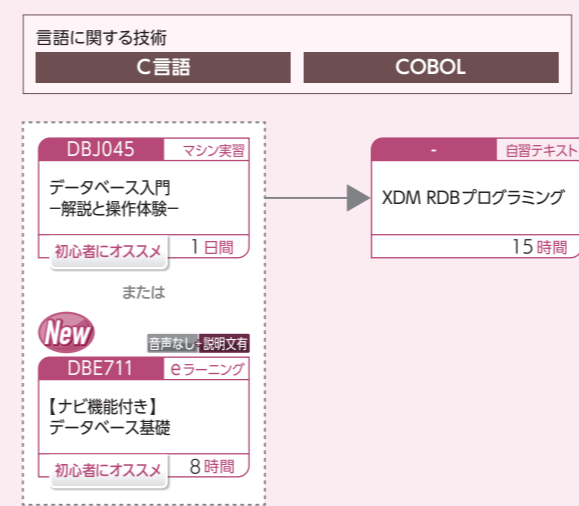 言語に関する技術
C言語
COBOL
DBJ045
マシン実習
データベース入門
−解説と操作体験−
初心者にオススメ
1日間
または
New
音声なし+説明文有
DBE711
eラーニング
【ナビ機能付き】
データベース基礎
初心者にオススメ
8時間
-
自習テキスト
XDM RDBプログラミング
15時間